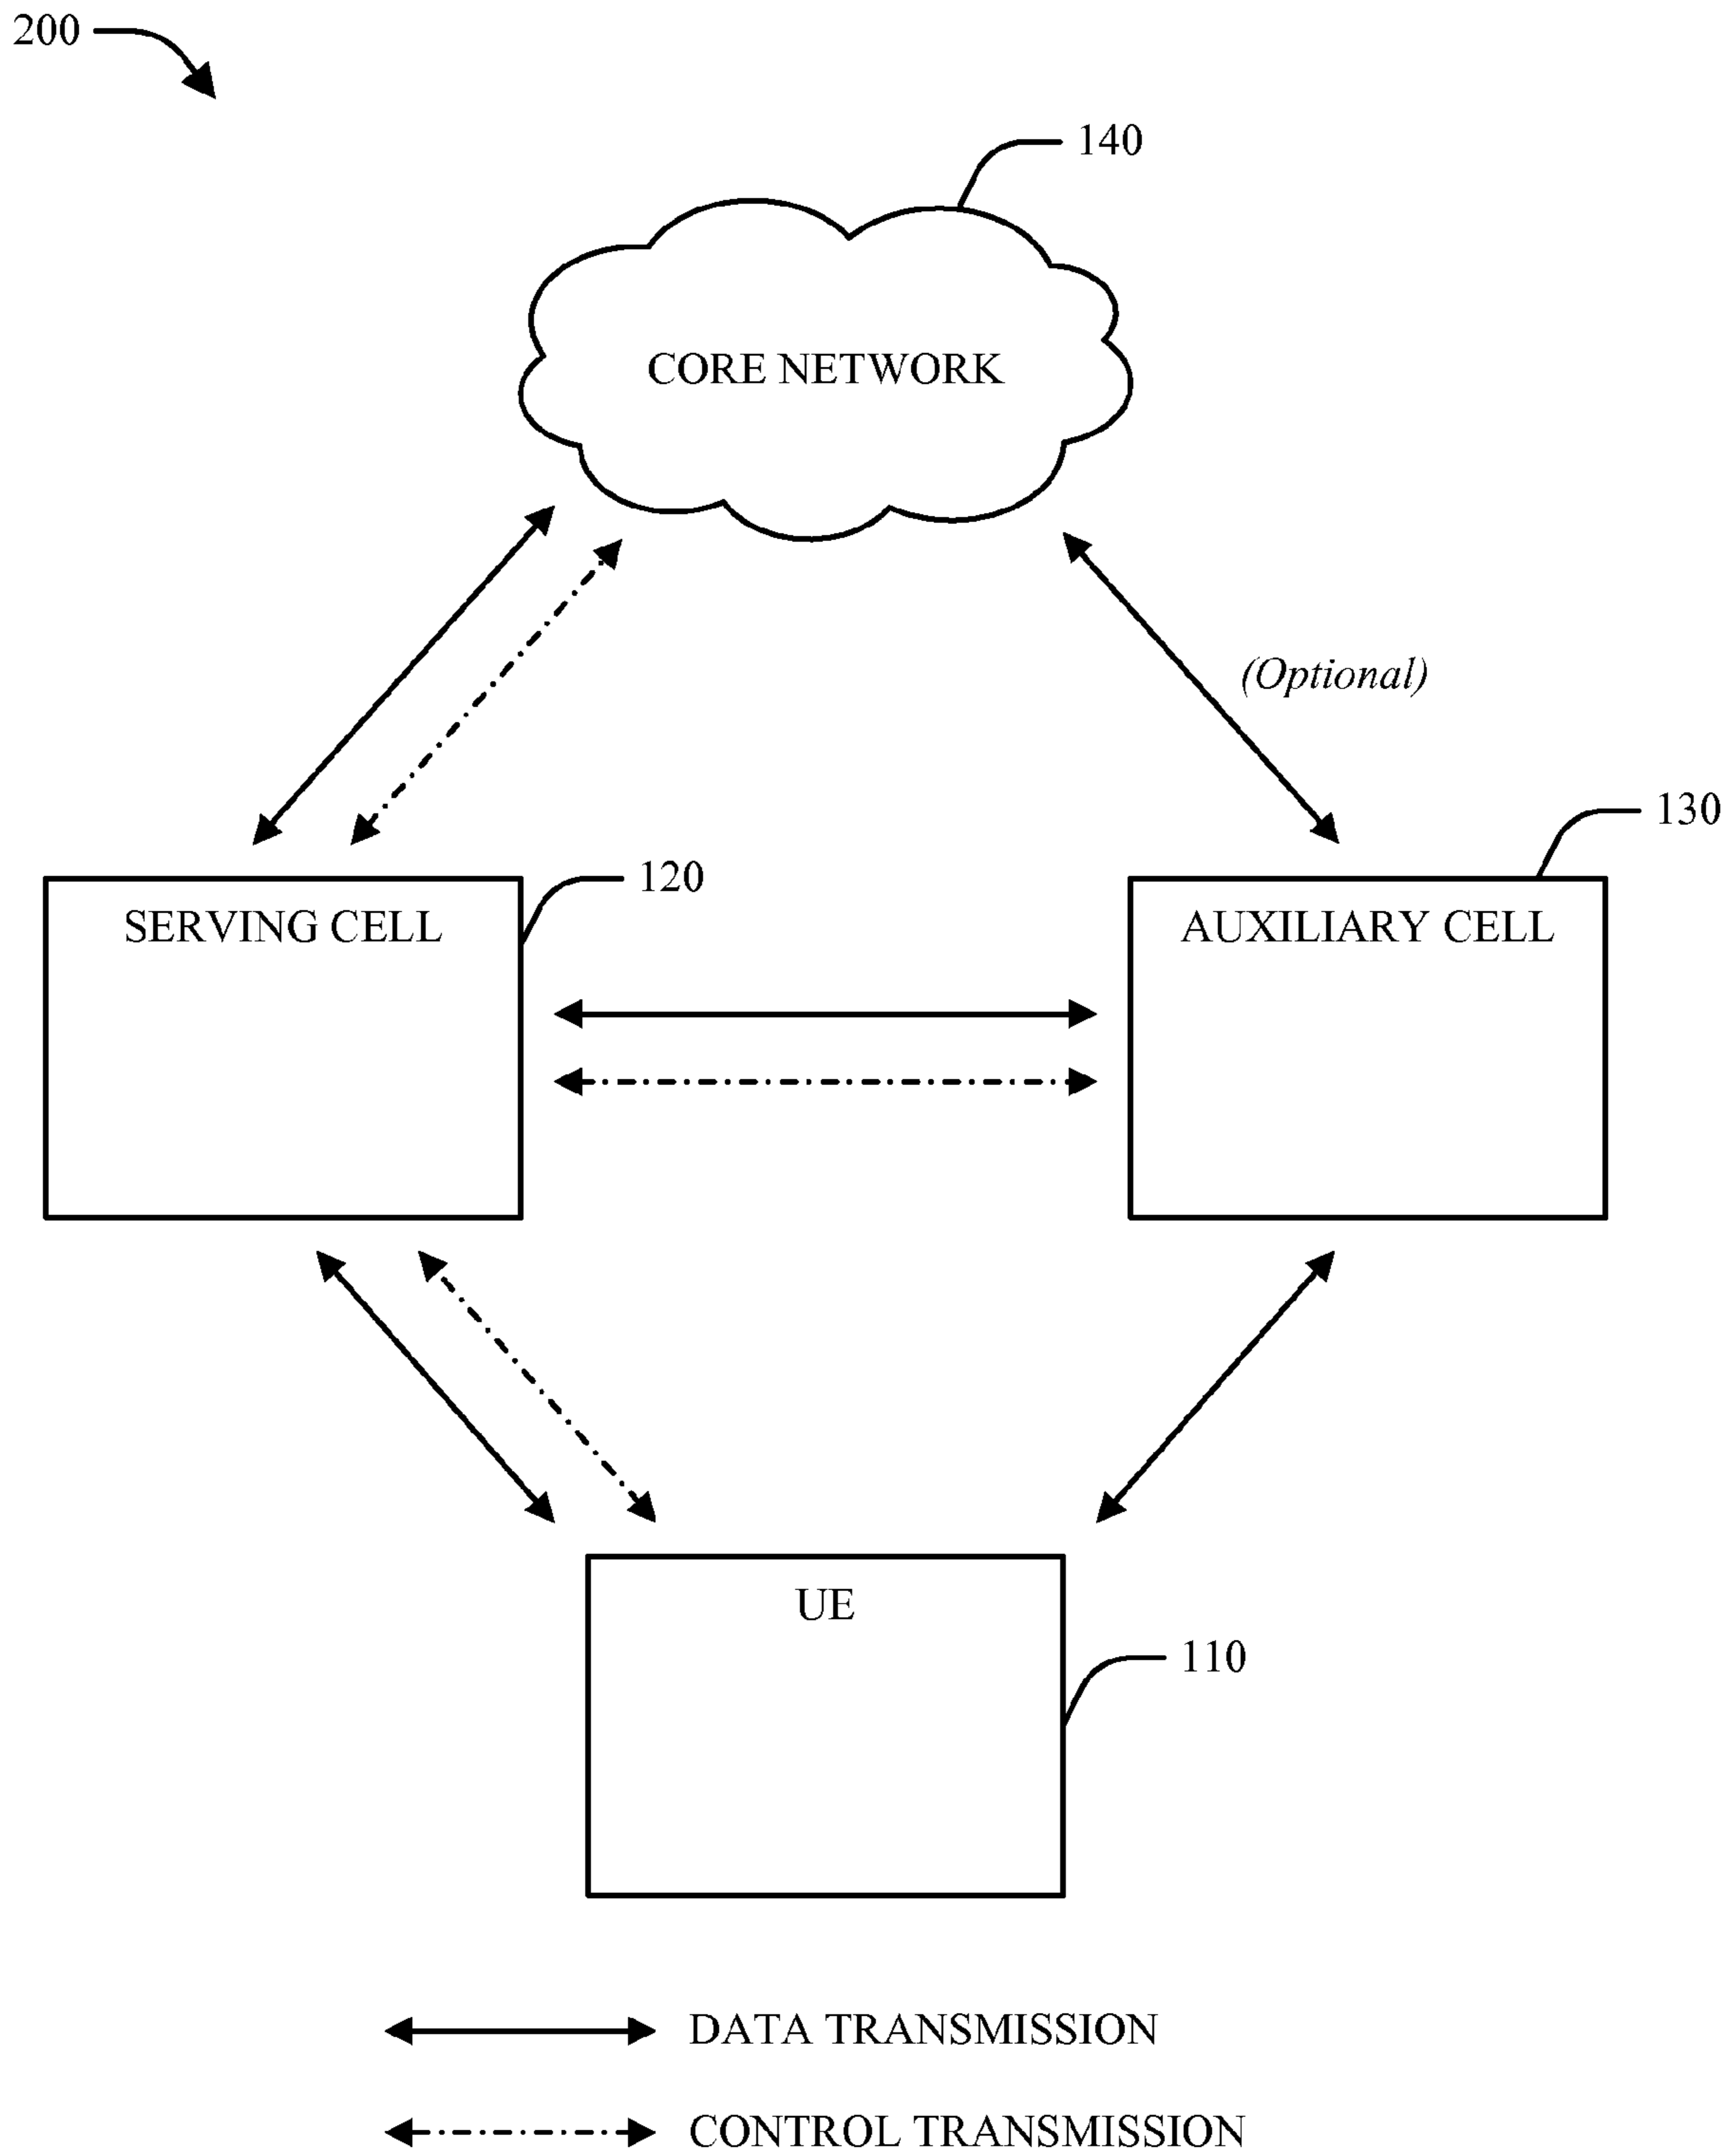 200
140
CORE NETWORK
(Optional)
130
120
SERVING CELL
AUXILIARY CELL
UE
110
DATA TRANSMISSION
CONTROL TRANSMISSION